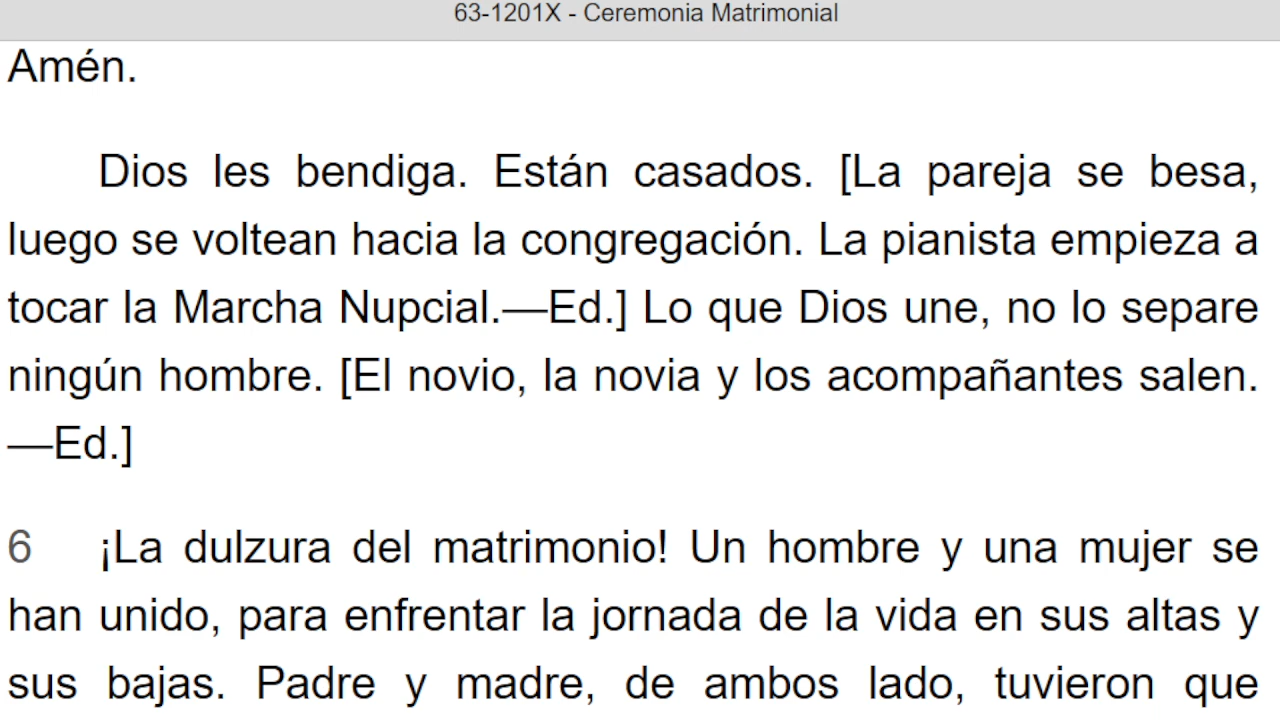 63-1201X - Ceremonia Matrimonial
Amén.
Dios les bendiga. Están casados. [La pareja se besa,
luego se voltean hacia la congregación. La pianista empieza a
tocar la Marcha Nupcial.—Ed.] Lo que Dios une, no lo separe
ningún hombre. [El novio, la novia y los acompañantes salen.
—Ed.]
6 ¡La dulzura del matrimonio! Un hombre y una mujer se
han unido, para enfrentar la jornada de la vida en sus altas y
sus bajas. Padre y madre, de ambos lado, tuvieron que